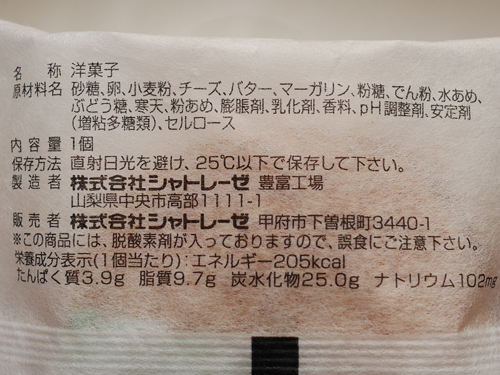 名称 洋菓子
原材料名 砂糖、卵、小麦粉、チーズ、バター、マーガリン、粉糖、でん粉、水あめ、
ぶどう糖、寒天、粉あめ、膨脹剤、乳化剤、香料、pH調整剤、安定剤
(増粘多糖類)、セルロース
内容量 1個
保存方法 直射日光を避け、25℃以下で保存して下さい。
製造者 株式会社シャトレーゼ 豊富工場
山梨県中央市高部1111-1
販売者 株式会社シャトレーゼ 甲府市下曽根町3440-1
※この商品には、脱酸素剤が入っておりますので、誤食にご注意下さい。
栄養成分表示(1個当たり):エネルギー205kcal
たんぱく質3.9g 脂質9.7g 炭水化物25.0g ナトリウム102mg